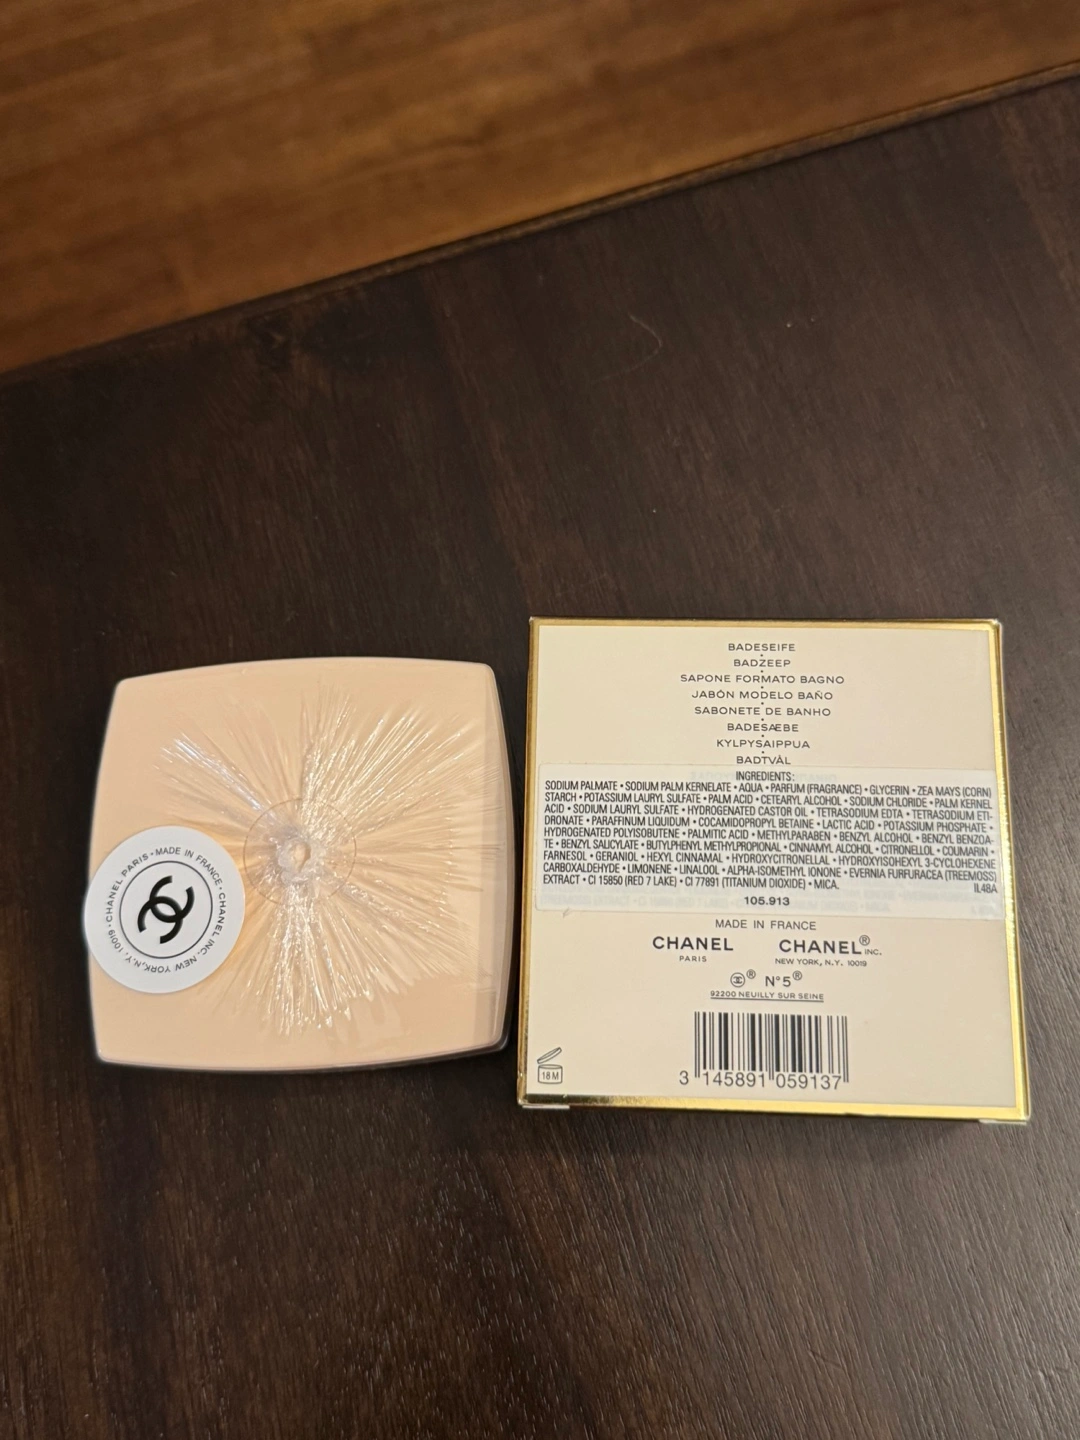 MADE IN FRANCE • CHANEL INC. NEW YORK, N.Y. 10019 • CHANEL PARIS •
BADESEIFE
•
BADZEEP
•
SAPONE FORMATO BAGNO
•
JABÓN MODELO BAÑO
•
SABONETE DE BANHO
•
BADESÆBE
•
KYLPYSAIPPUA
•
BADTVÅL
INGREDIENTS:
SODIUM PALMATE • SODIUM PALM KERNELATE • AQUA • PARFUM (FRAGRANCE) • GLYCERIN • ZEA MAYS (CORN)
STARCH • POTASSIUM LAURYL SULFATE • PALM ACID • CETEARYL ALCOHOL • SODIUM CHLORIDE • PALM KERNEL
ACID • SODIUM LAURYL SULFATE • HYDROGENATED CASTOR OIL • TETRASODIUM EDTA • TETRASODIUM ETI-
DRONATE • PARAFFINUM LIQUIDUM • COCAMIDOPROPYL BETAINE • LACTIC ACID • POTASSIUM PHOSPHATE •
HYDROGENATED POLYISOBUTENE • PALMITIC ACID • METHYLPARABEN • BENZYL ALCOHOL • BENZYL BENZOA-
TE • BENZYL SALICYLATE • BUTYLPHENYL METHYLPROPIONAL • CINNAMYL ALCOHOL • CITRONELLOL • COUMARIN •
FARNESOL • GERANIOL • HEXYL CINNAMAL • HYDROXYCITRONELLAL • HYDROXYISOHEXYL 3-CYCLOHEXENE
CARBOXALDEHYDE • LIMONENE • LINALOOL • ALPHA-ISOMETHYL IONONE • EVERNIA FURFURACEA (TREEMOSS)
EXTRACT • CI 15850 (RED 7 LAKE) • CI 77891 (TITANIUM DIOXIDE) • MICA. IL48A
105.913
MADE IN FRANCE
CHANEL CHANEL® INC.
PARIS NEW YORK, N.Y. 10019
® N°5®
92200 NEUILLY SUR SEINE
18 M
3 145891 059137